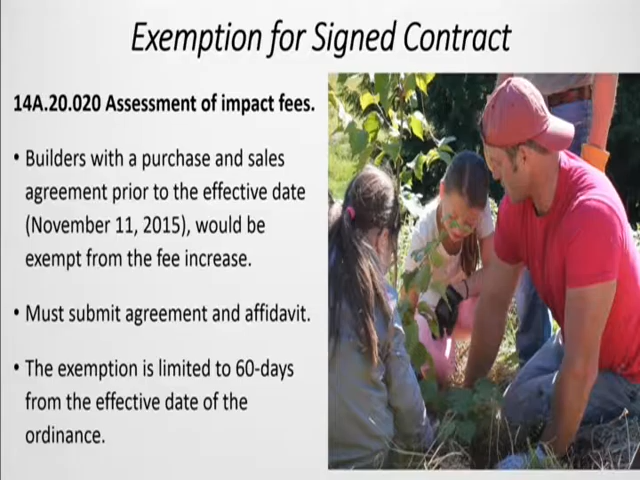 Exemption for Signed Contract
14A.20.020 Assessment of impact fees.
• Builders with a purchase and sales
agreement prior to the effective date
(November 11, 2015), would be
exempt from the fee increase.
• Must submit agreement and affidavit.
• The exemption is limited to 60-days
from the effective date of the
ordinance.